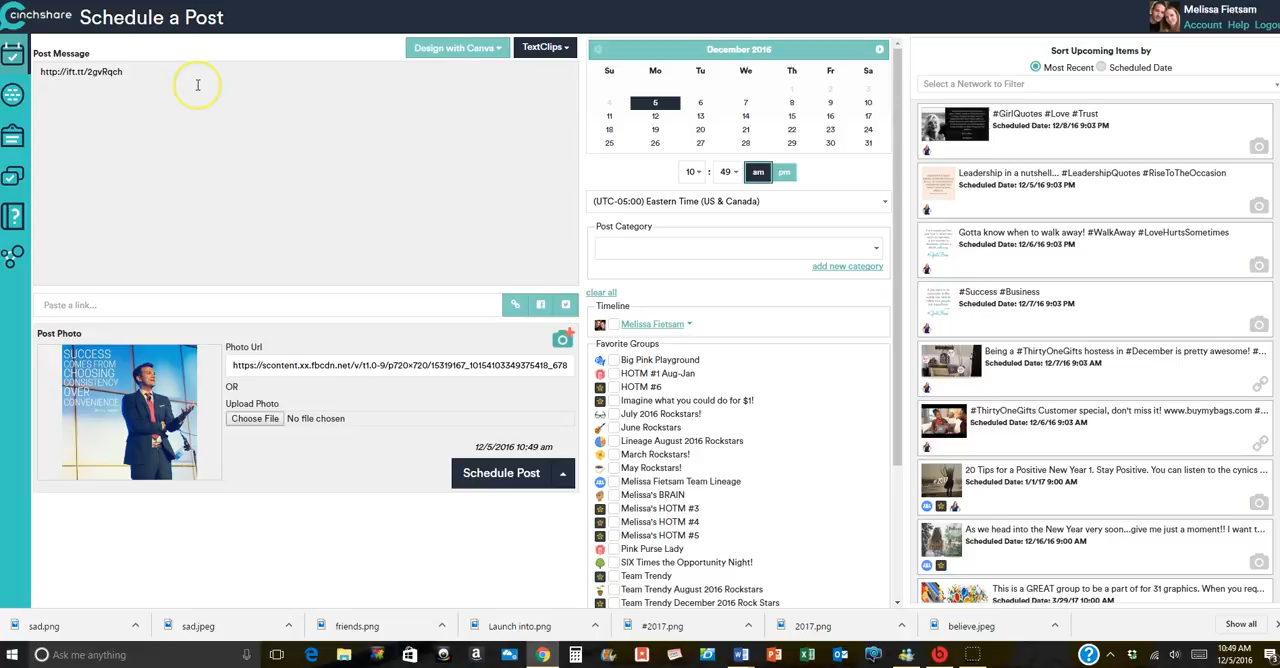 cinchshare Schedule a Post
Melissa Fietsam
Account Help Logou
Post Message
Design with Canva
TextClips
http://ift.tt/2gvRqch
December 2016
Su Mo Tu We Th Fr Sa
1 2 3
4 5 6 7 8 9 10
11 12 13 14 15 16 17
18 19 20 21 22 23 24
25 26 27 28 29 30 31
10 : 49 am pm
(UTC-05:00) Eastern Time (US & Canada)
Post Category
add new category
clear all
Timeline
Melissa Fietsam
Favorite Groups
Big Pink Playground
HOTM #1 Aug-Jan
HOTM #6
Imagine what you could do for $1!
July 2016 Rockstars!
June Rockstars
Lineage August 2016 Rockstars
March Rockstars!
May Rockstars!
Melissa Fietsam Team Lineage
Melissa's BRAIN
Melissa's HOTM #3
Melissa's HOTM #4
Melissa's HOTM #5
Pink Purse Lady
SIX Times the Opportunity Night!
Team Trendy
Team Trendy August 2016 Rockstars
Team Trendy December 2016 Rock Stars
Paste a link...
Post Photo
SUCCESS
COMES FROM
CHOOSING
CONSISTENCY
OVER
CONVENIENCE
Photo Url
https://scontent.xx.fbcdn.net/v/t1.0-9/p720x720/15319167_10154103349375418_678
OR
Upload Photo
Choose File No file chosen
12/5/2016 10:49 am
Schedule Post
Sort Upcoming Items by
Most Recent Scheduled Date
Select a Network to Filter
#GirlQuotes #Love #Trust
Scheduled Date: 12/8/16 9:03 PM
Leadership in a nutshell... #LeadershipQuotes #RiseToTheOccasion
Scheduled Date: 12/5/16 9:03 PM
Gotta know when to walk away! #WalkAway #LoveHurtsSometimes
Scheduled Date: 12/6/16 9:03 PM
#Success #Business
Scheduled Date: 12/7/16 9:03 PM
Being a #ThirtyOneGifts hostess in #December is pretty awesome! #...
Scheduled Date: 12/7/16 9:03 AM
#ThirtyOneGifts Customer special, don't miss it! www.buymybags.com #...
Scheduled Date: 12/6/16 9:03 AM
20 Tips for a Positive New Year 1. Stay Positive. You can listen to the cynics ...
Scheduled Date: 1/1/17 9:00 AM
As we head into the New Year very soon...give me just a moment!! I want t...
Scheduled Date: 12/16/16 9:00 AM
This is a GREAT group to be a part of for 31 graphics. When you req...
Scheduled Date: 3/29/17 10:00 AM
sad.png
sad.jpeg
friends.png
Launch into.png
#2017.png
2017.png
believe.jpeg
Show all
Ask me anything
10:49 AM
12/5/2016